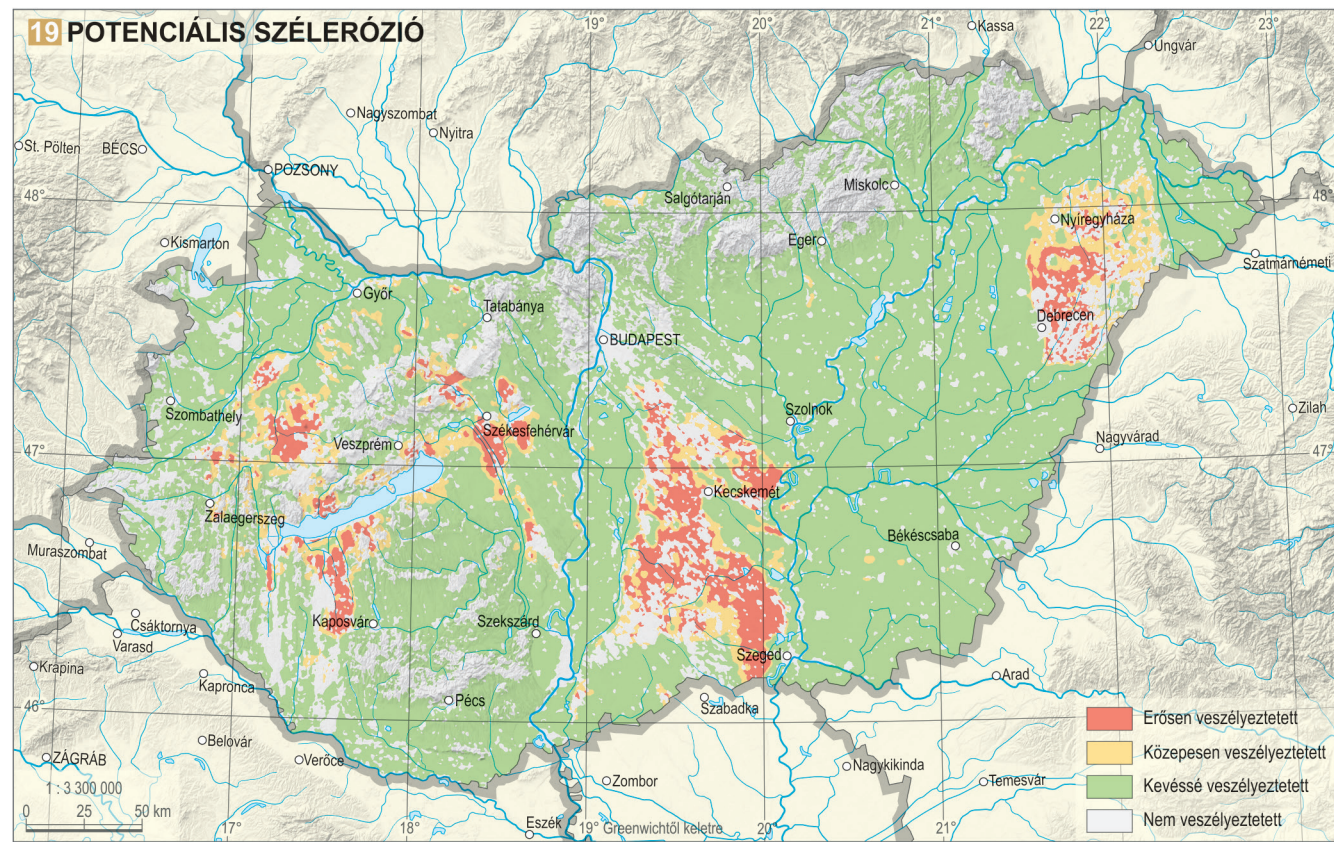 19 POTENCIÁLIS SZÉLERÓZIÓ
19°
20°
21°
22°
23°
Kassa
Ungvár
Nagyszombat
Nyitra
St. Pölten
BÉCS
POZSONY
48°
48°
Salgótarján
Miskolc
Nyíregyháza
Eger
Kismarton
Szatmárnémeti
Győr
Tatabánya
Debrecen
BUDAPEST
Szombathely
Székesfehérvár
Szolnok
Zilah
Veszprém
Nagyvárad
47°
47°
Kecskemét
Zalaegerszeg
Muraszombat
Békéscsaba
Csáktornya
Kaposvár
Szekszárd
Varasd
Szeged
Krapina
Kapronca
Arad
Pécs
Szabadka
46°
Belovár
ZÁGRÁB
Verőce
Zombor
Nagykikinda
Temesvár
Eszék
Erősen veszélyeztetett
Közepesen veszélyeztetett
Kevéssé veszélyeztetett
Nem veszélyeztetett
1 : 3 300 000
0 25 50 km
17°
18°
19° Greenwichtől keletre
20°
21°